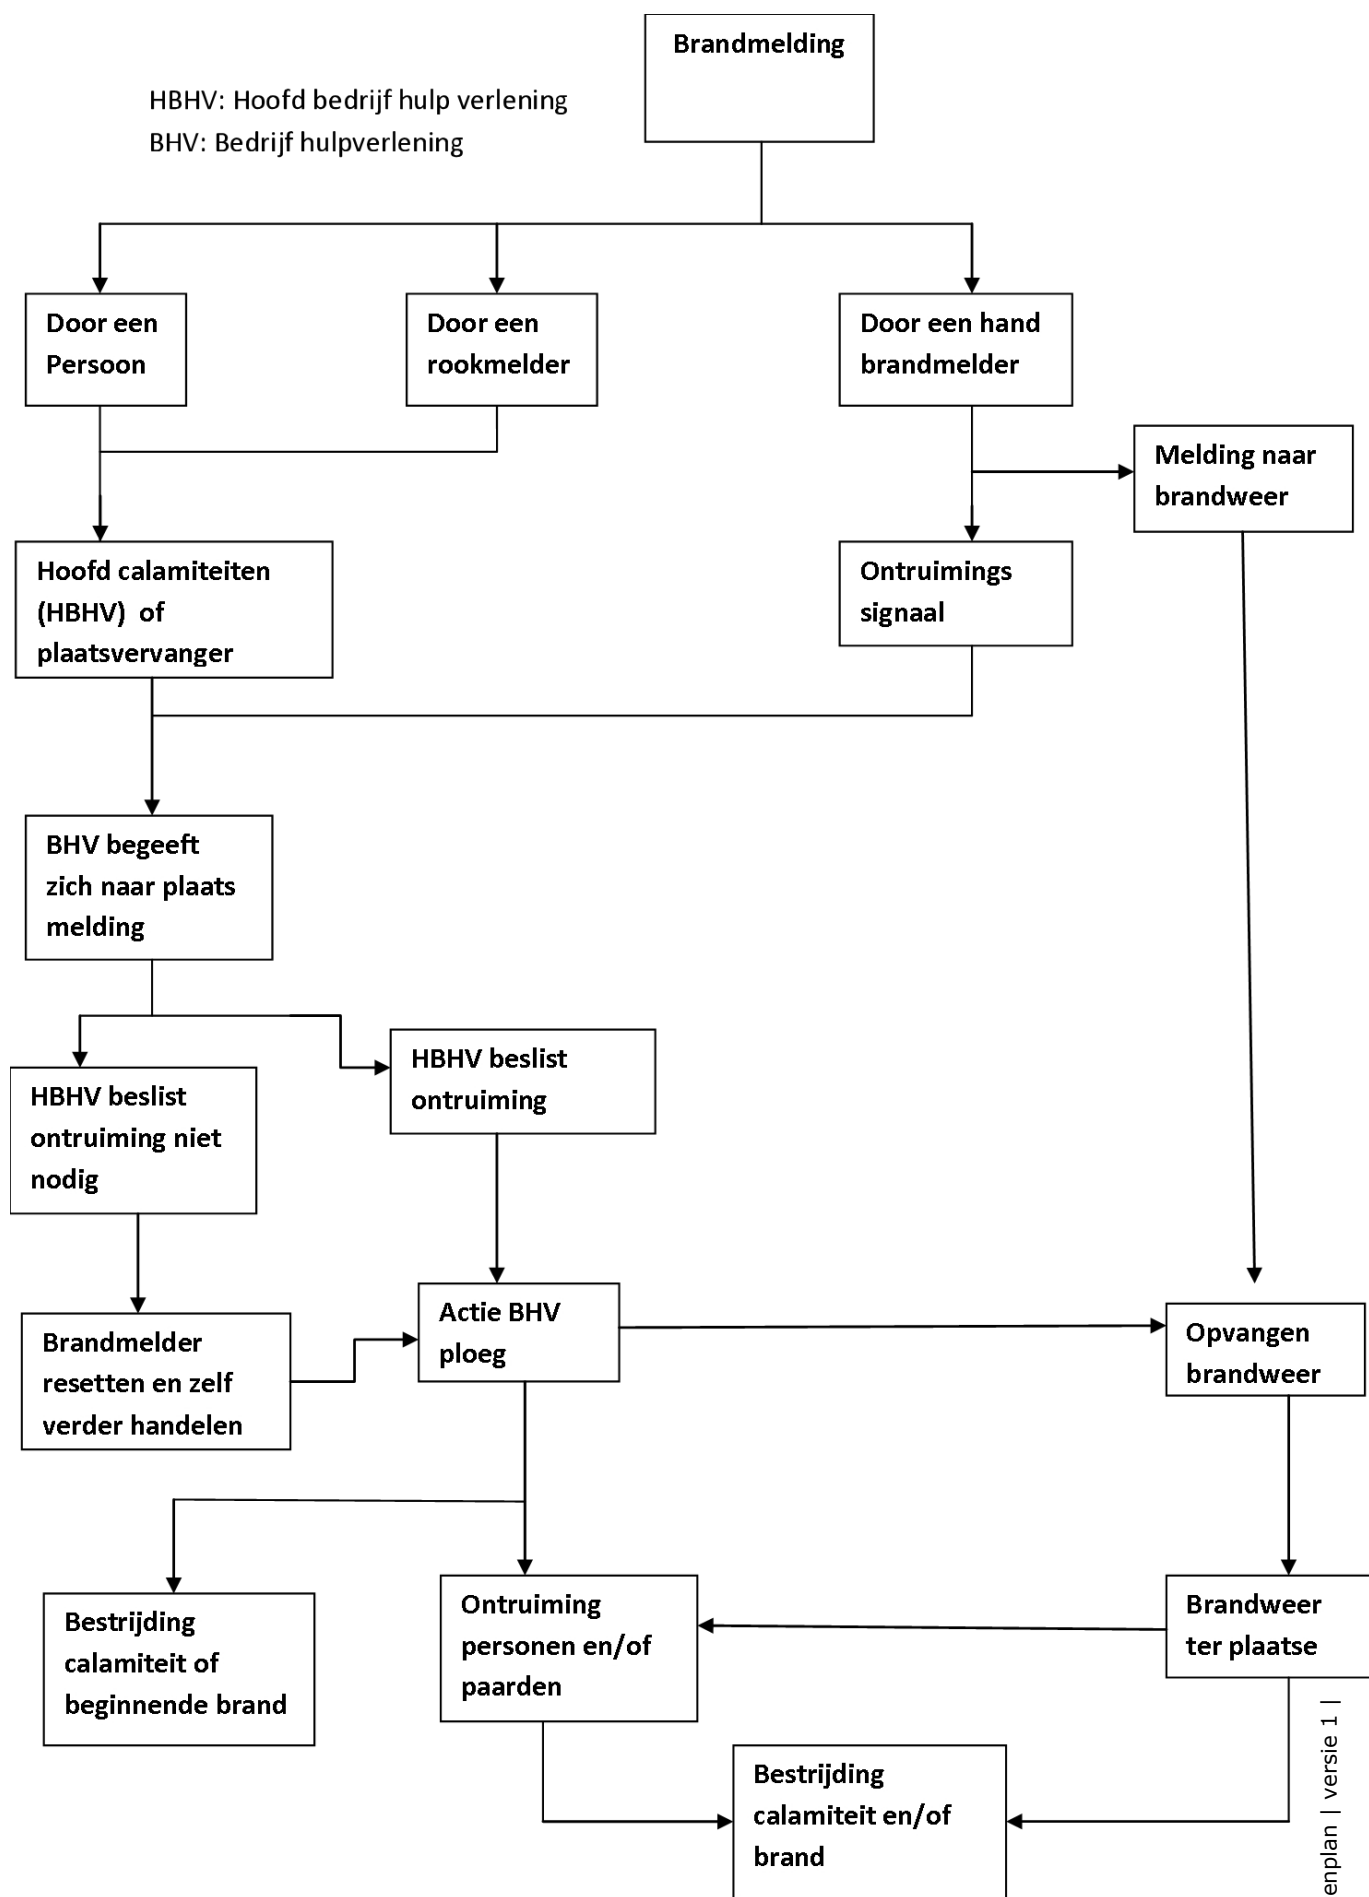 Brandmelding
HBHV: Hoofd bedrijf hulp verlening
BHV: Bedrijf hulpverlening
Door een
Persoon
Door een
rookmelder
Door een hand
brandmelder
Melding naar
brandweer
Hoofd calamiteiten
(HBHV) of
plaatsvervanger
Ontruimings
signaal
BHV begeeft
zich naar plaats
melding
HBHV beslist
ontruiming
HBHV beslist
ontruiming niet
nodig
Actie BHV
ploeg
Opvangen
brandweer
Brandmelder
resetten en zelf
verder handelen
Ontruiming
personen en/of
paarden
Brandweer
ter plaatse
Bestrijding
calamiteit of
beginnende brand
Bestrijding
calamiteit en/of
brand
enplan | versie 1 |